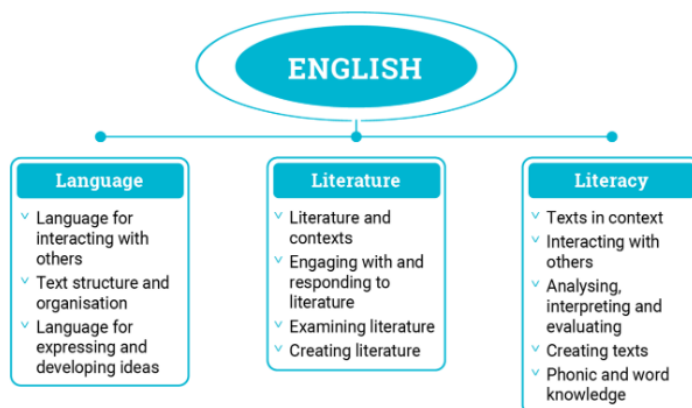 ENGLISH
Language
Language for
interacting with
others
Text structure and
organisation
Language for
expressing and
developing ideas
Literature
Literature and
contexts
Engaging with and
responding to
literature
Examining literature
Creating literature
Literacy
Texts in context
Interacting with
others
Analysing,
interpreting and
evaluating
Creating texts
Phonic and word
knowledge